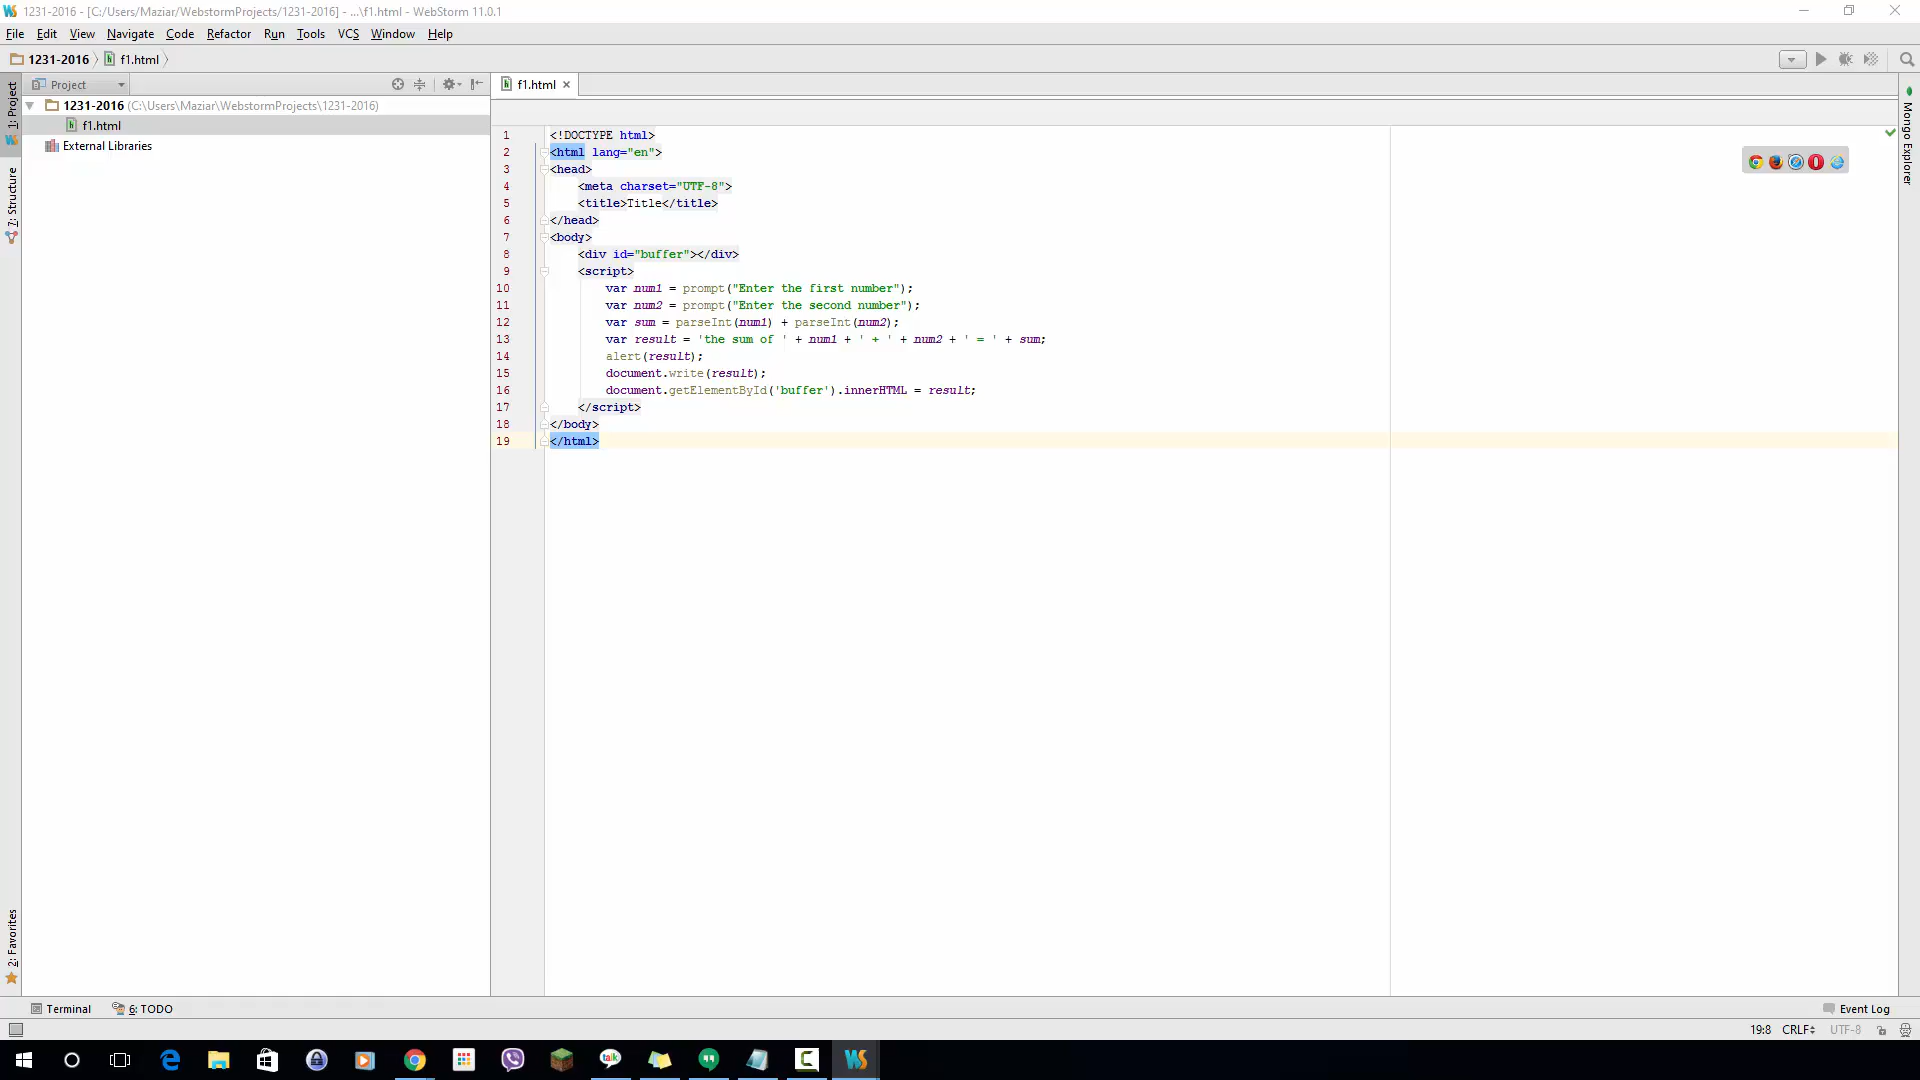 1231-2016 - [C:/Users/Maziar/WebstormProjects/1231-2016] - ...\f1.html - WebStorm 11.0.1
File Edit View Navigate Code Refactor Run Tools VCS Window Help
1231-2016 f1.html
Project
f1.html
1231-2016 (C:\Users\Maziar\WebstormProjects\1231-2016)
f1.html
External Libraries
1: Project
7: Structure
2: Favorites
Mongo Explorer
1 <!DOCTYPE html>
2 <html lang="en">
3 <head>
4 <meta charset="UTF-8">
5 <title>Title</title>
6 </head>
7 <body>
8 <div id="buffer"></div>
9 <script>
10 var num1 = prompt("Enter the first number");
11 var num2 = prompt("Enter the second number");
12 var sum = parseInt(num1) + parseInt(num2);
13 var result = 'the sum of ' + num1 + ' + ' + num2 + ' = ' + sum;
14 alert(result);
15 document.write(result);
16 document.getElementById('buffer').innerHTML = result;
17 </script>
18 </body>
19 </html>
Terminal 6: TODO Event Log
19:8 CRLF UTF-8
talk
WS